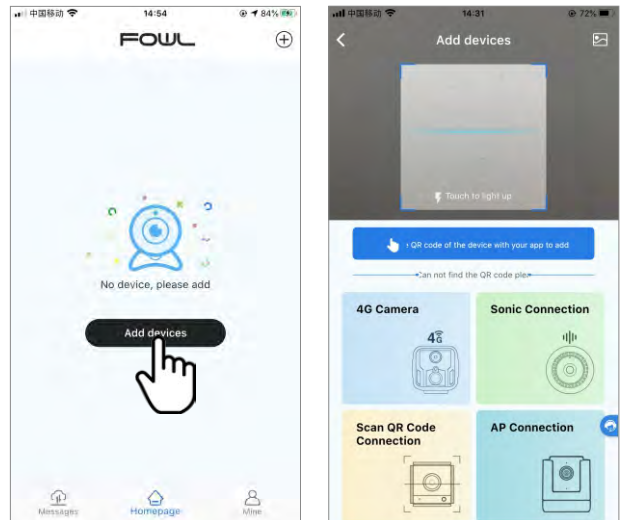 中国移动
14:54
84%
FOWL
No device, please add
Add devices
Messages
Homepage
Mine
中国移动
14:31
72%
Add devices
Touch to light up
QR code of the device with your app to add
Can not find the QR code
4G Camera
4G
Sonic Connection
Scan QR Code
Connection
AP Connection